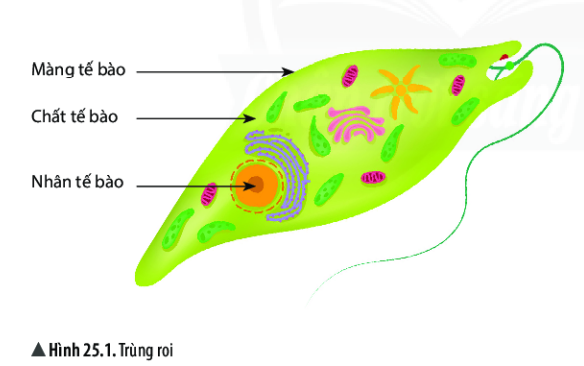 Màng tế bào
Chất tế bào
Nhân tế bào
▲ Hình 25.1. Trùng roi